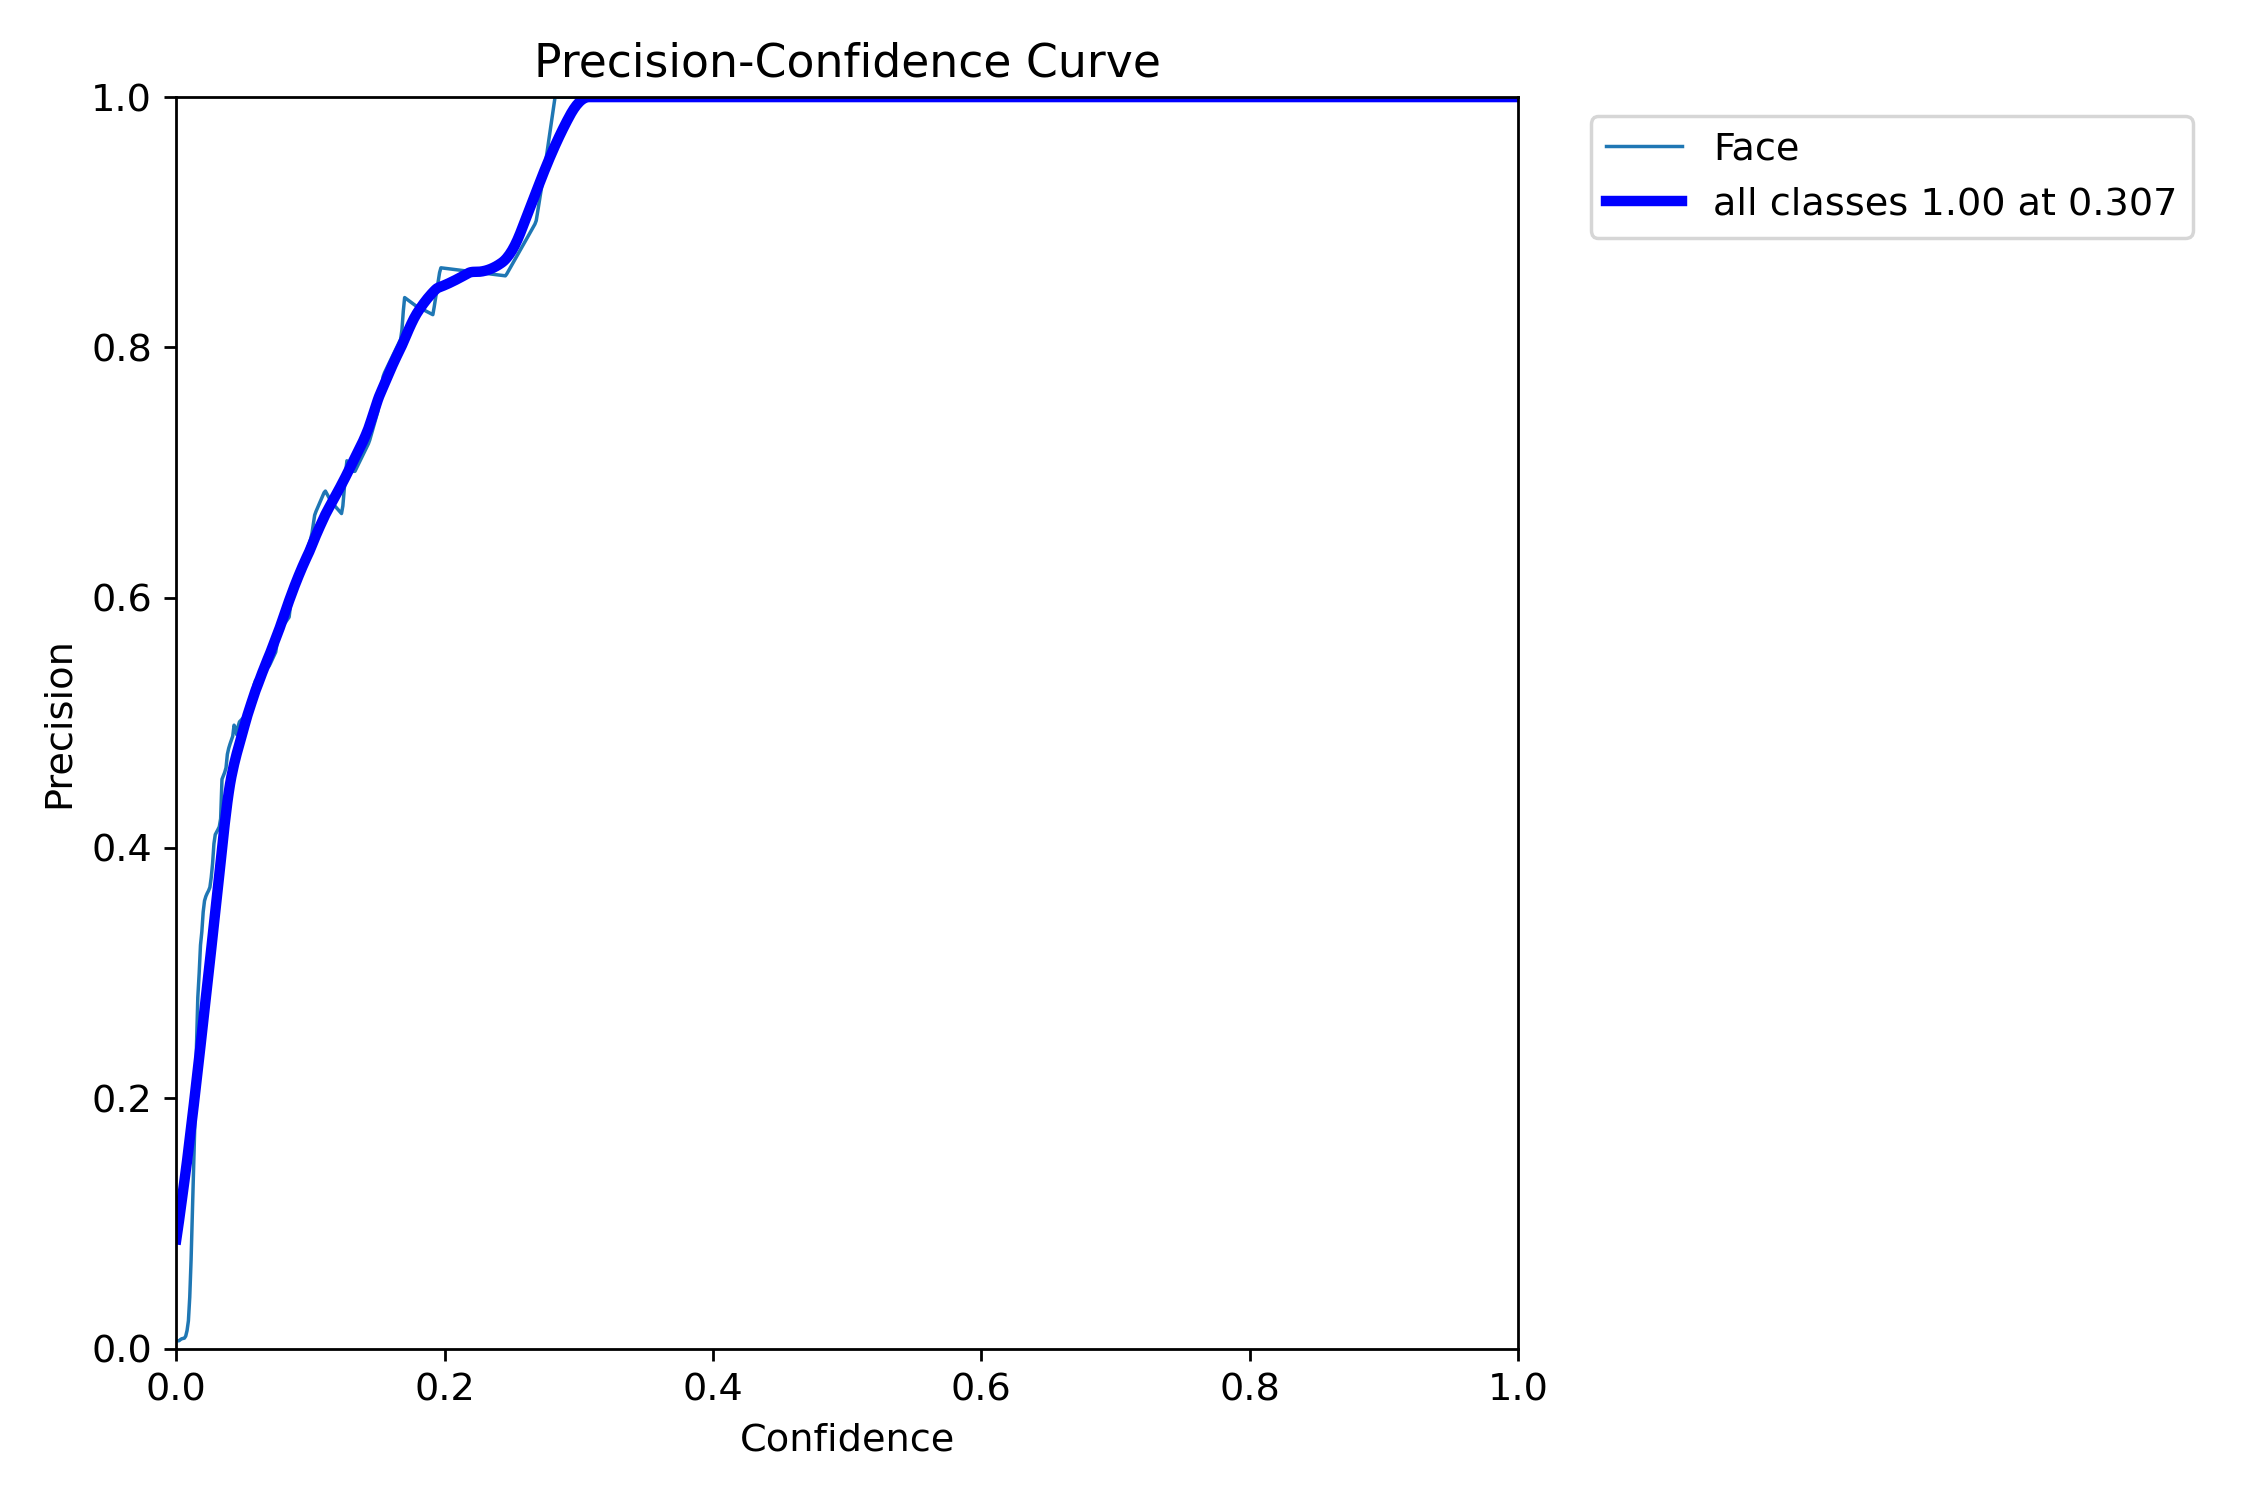 Precision-Confidence Curve
1.0
0.8
0.6
0.4
0.2
0.0
Precision
0.0 0.2 0.4 0.6 0.8 1.0
Confidence
Face
all classes 1.00 at 0.307